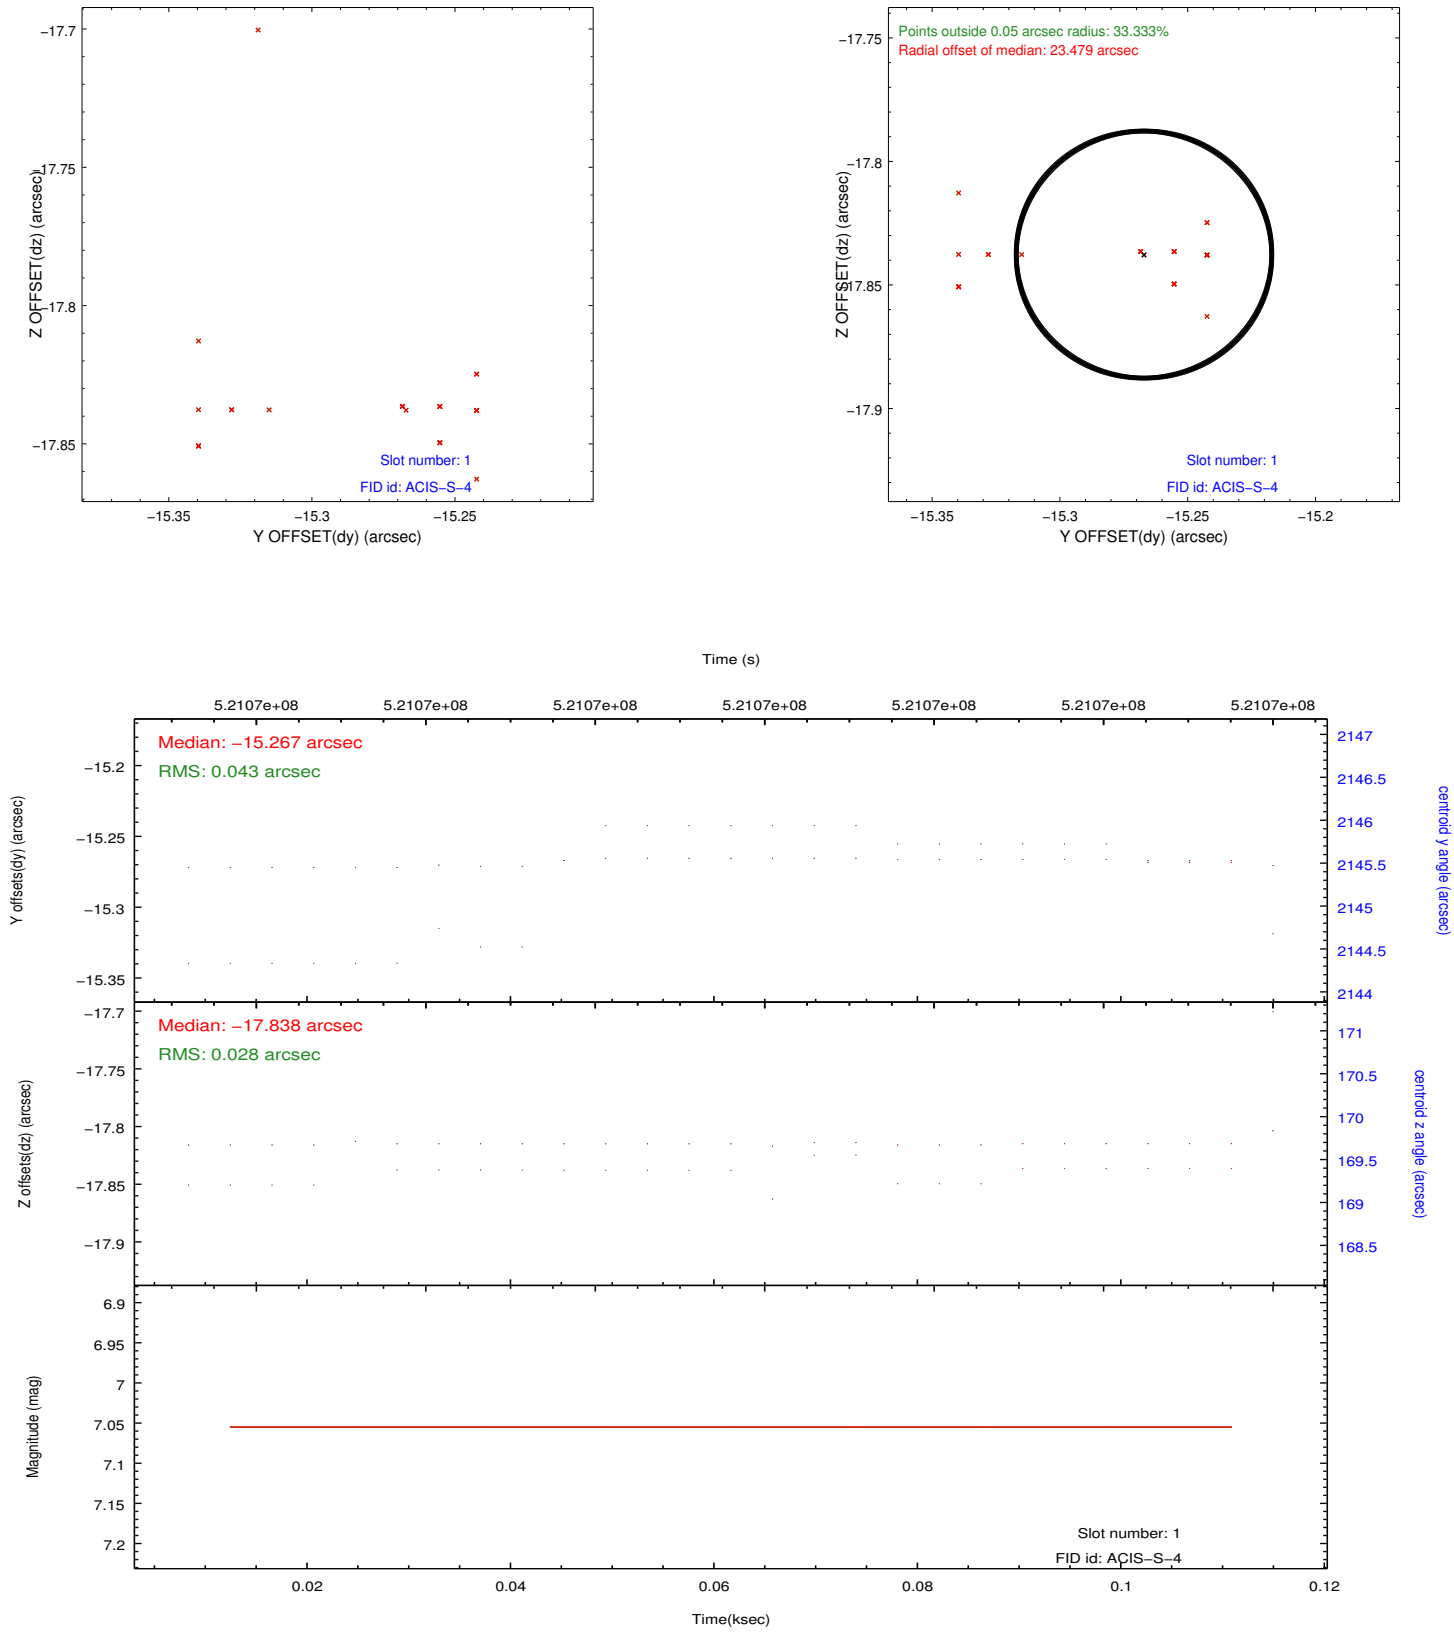 −17.7
−17.75
−17.8
−17.85
Z OFFSET(dz) (arcsec)
−15.35
−15.3
−15.25
Y OFFSET(dy) (arcsec)
Slot number: 1
FID id: ACIS−S−4
Points outside 0.05 arcsec radius: 33.333%
Radial offset of median: 23.479 arcsec
−17.75
−17.8
−17.85
−17.9
Z OFFSET(dz) (arcsec)
−15.35
−15.3
−15.25
−15.2
Y OFFSET(dy) (arcsec)
Slot number: 1
FID id: ACIS−S−4
Time (s)
5.2107e+08
5.2107e+08
5.2107e+08
5.2107e+08
5.2107e+08
5.2107e+08
5.2107e+08
Median: −15.267 arcsec
RMS: 0.043 arcsec
−15.2
−15.25
−15.3
−15.35
Y offsets(dy) (arcsec)
2147
2146.5
2146
2145.5
2145
2144.5
2144
centroid y angle (arcsec)
Median: −17.838 arcsec
RMS: 0.028 arcsec
−17.7
−17.75
−17.8
−17.85
−17.9
Z offsets(dz) (arcsec)
171
170.5
170
169.5
169
168.5
centroid z angle (arcsec)
6.9
6.95
7
7.05
7.1
7.15
7.2
Magnitude (mag)
Slot number: 1
FID id: ACIS−S−4
0.02
0.04
0.06
0.08
0.1
0.12
Time(ksec)